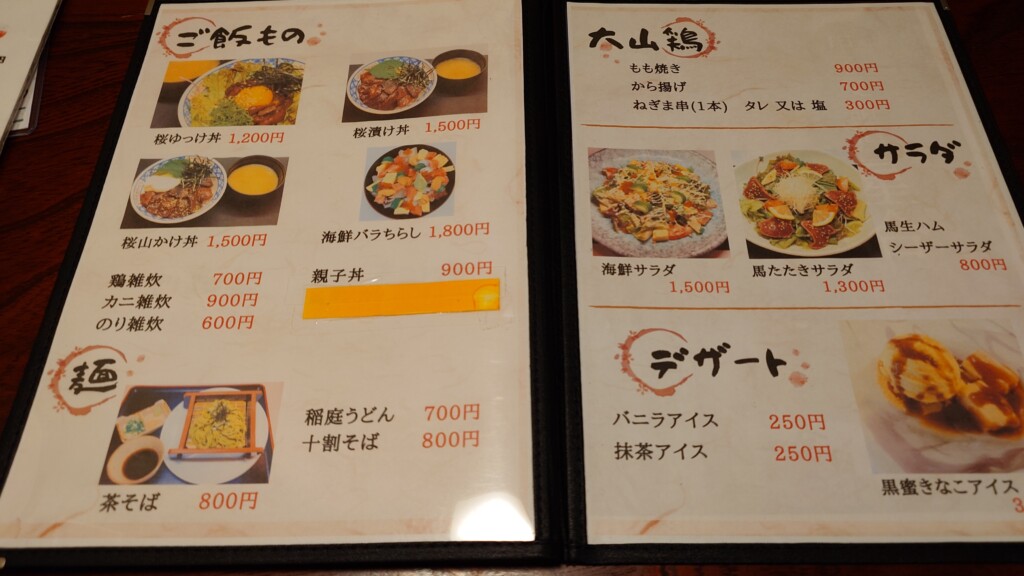 ご飯もの
桜ゆっけ丼 1,200円
桜漬け丼 1,500円
桜山かけ丼 1,500円
海鮮バラちらし 1,800円
鶏雑炊 700円
カニ雑炊 900円
のり雑炊 600円
親子丼 900円
麺
稲庭うどん 700円
十割そば 800円
茶そば 800円
大山鶏
もも焼き 900円
から揚げ 700円
ねぎま串(1本) タレ 又は 塩 300円
サラダ
海鮮サラダ
1,500円
馬たたきサラダ
1,300円
馬生ハム
シーザーサラダ
800円
デザート
バニラアイス 250円
抹茶アイス 250円
黒蜜きなこアイス
3